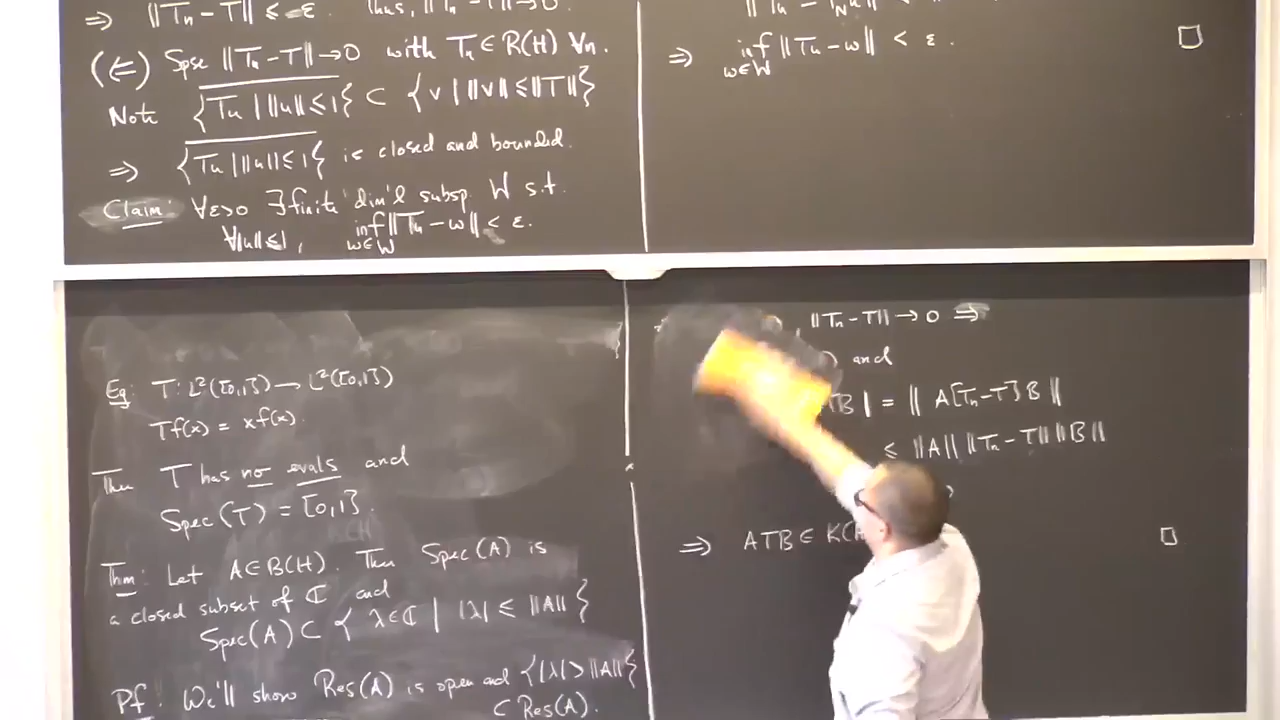 ⇒ ‖Tn − T‖ ≤ ε. Thus, ‖Tn − T‖ → 0.
(⇐) Spse ‖Tn − T‖ → 0 with Tn ∈ R(H) ∀n.
Note {Tu | ‖u‖ ≤ 1} ⊂ {v | ‖v‖ ≤ ‖T‖}
⇒ {Tu | ‖u‖ ≤ 1} is closed and bounded.
Claim: ∀ε>0 ∃ finite dim'l subsp. W s.t.
∀‖u‖≤1, inf ‖Tu − w‖ < ε.
w∈W
⇒ inf ‖Tu − w‖ < ε.
w∈W
□
Eg: T: L²([0,1]) → L²([0,1])
Tf(x) = xf(x).
Then T has no evals and
Spec(T) = [0,1].
Thm: Let A ∈ B(H). Then Spec(A) is
a closed subset of ℂ and
Spec(A) ⊂ {λ∈ℂ | |λ| ≤ ‖A‖}
Pf: We'll show Res(A) is open and {|λ| > ‖A‖}
⊂ Res(A).
, ‖Tn − T‖ → 0 ⇒
and
TB ‖ = ‖ A[Tn − T]B ‖
≤ ‖A‖ ‖Tn − T‖ ‖B‖
⇒ ATB ∈ K(
□